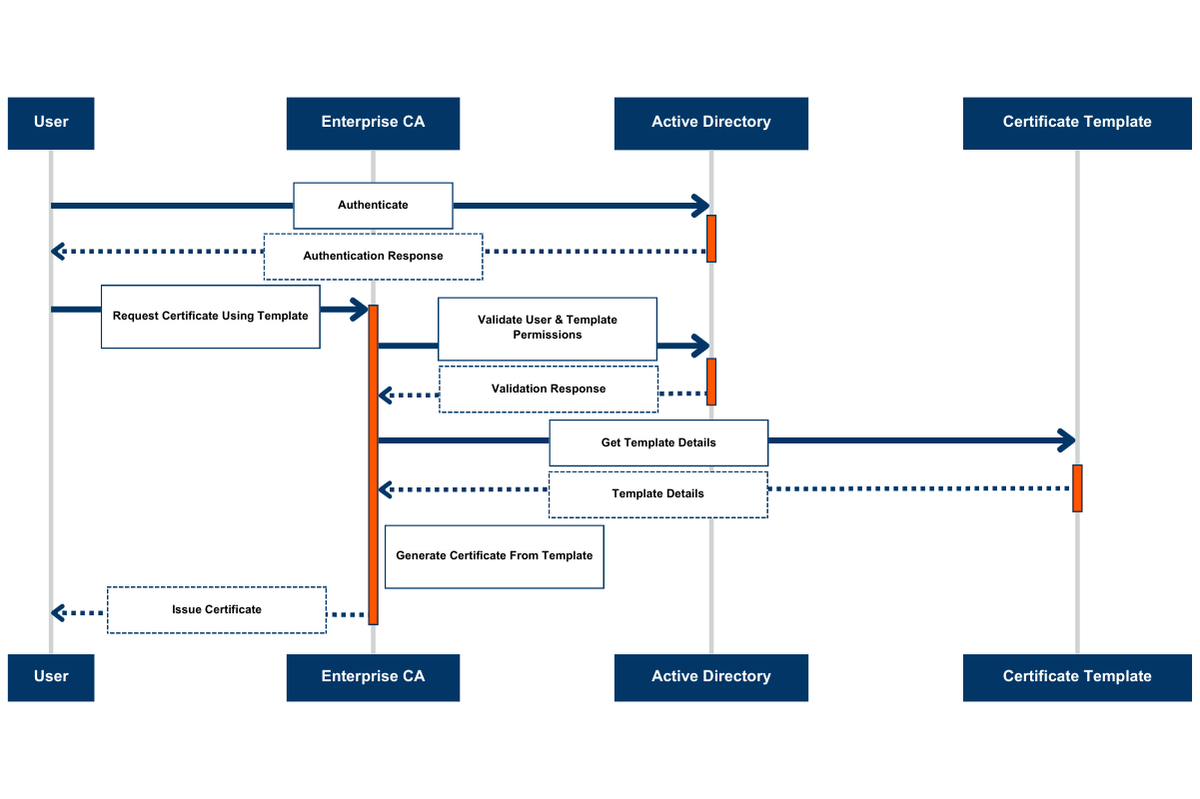 User
Enterprise CA
Active Directory
Certificate Template
Authenticate
Authentication Response
Request Certificate Using Template
Validate User & Template
Permissions
Validation Response
Get Template Details
Template Details
Generate Certificate From Template
Issue Certificate
User
Enterprise CA
Active Directory
Certificate Template